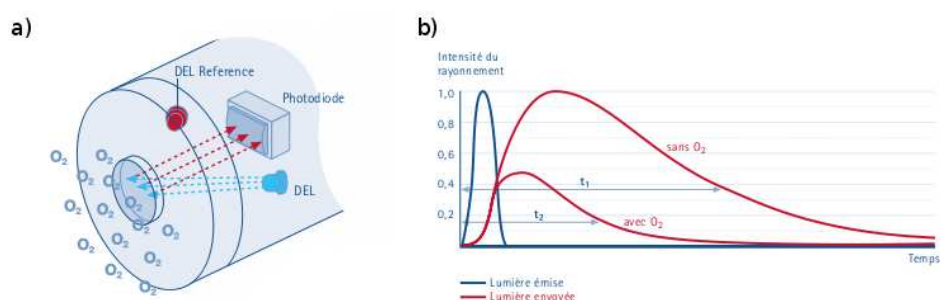 a)
DEL Reference
Photodiode
DEL
O₂
O₂
O₂
O₂
O₂
O₂
O₂
O₂
O₂
O₂
O₂
O₂
b)
Intensité du
rayonnement
1,0
0,8
0,6
0,4
0,2
sans O₂
t₁
t₂
avec O₂
Temps
Lumière émise
Lumière envoyée